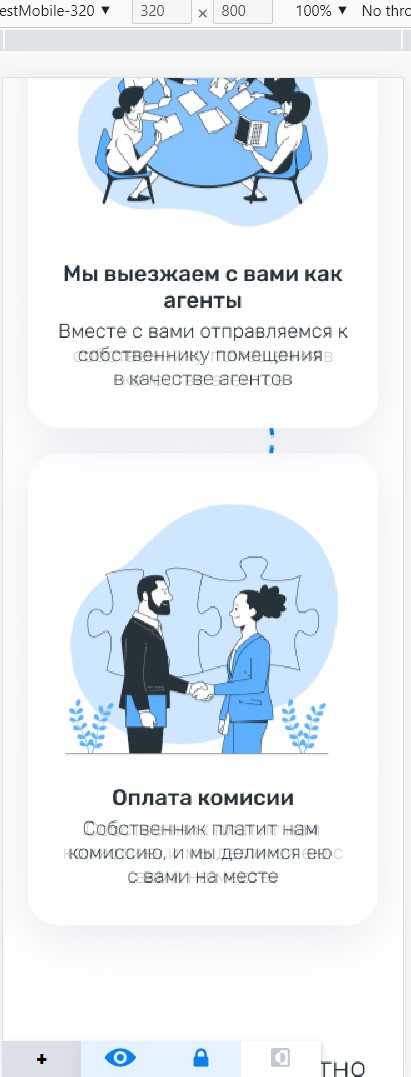 estMobile-320 ▼ 320 × 800 100% ▼ No thro
Мы выезжаем с вами как
агенты
Вместе с вами отправляемся к
собственнику помещения
в качестве агентов
Оплата комисии
Собственник платит нам
комиссию, и мы делимся ею
с вами на месте
+
тно